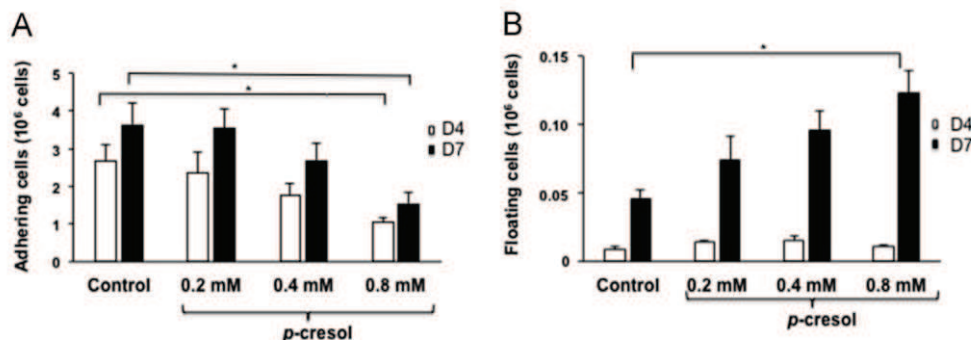 A
Adhering cells (10⁶ cells)
5
4
3
2
1
0
*
*
D4
D7
Control 0.2 mM 0.4 mM 0.8 mM
p-cresol
B
Floating cells (10⁶ cells)
0.15
0.10
0.05
0
*
D4
D7
Control 0.2 mM 0.4 mM 0.8 mM
p-cresol